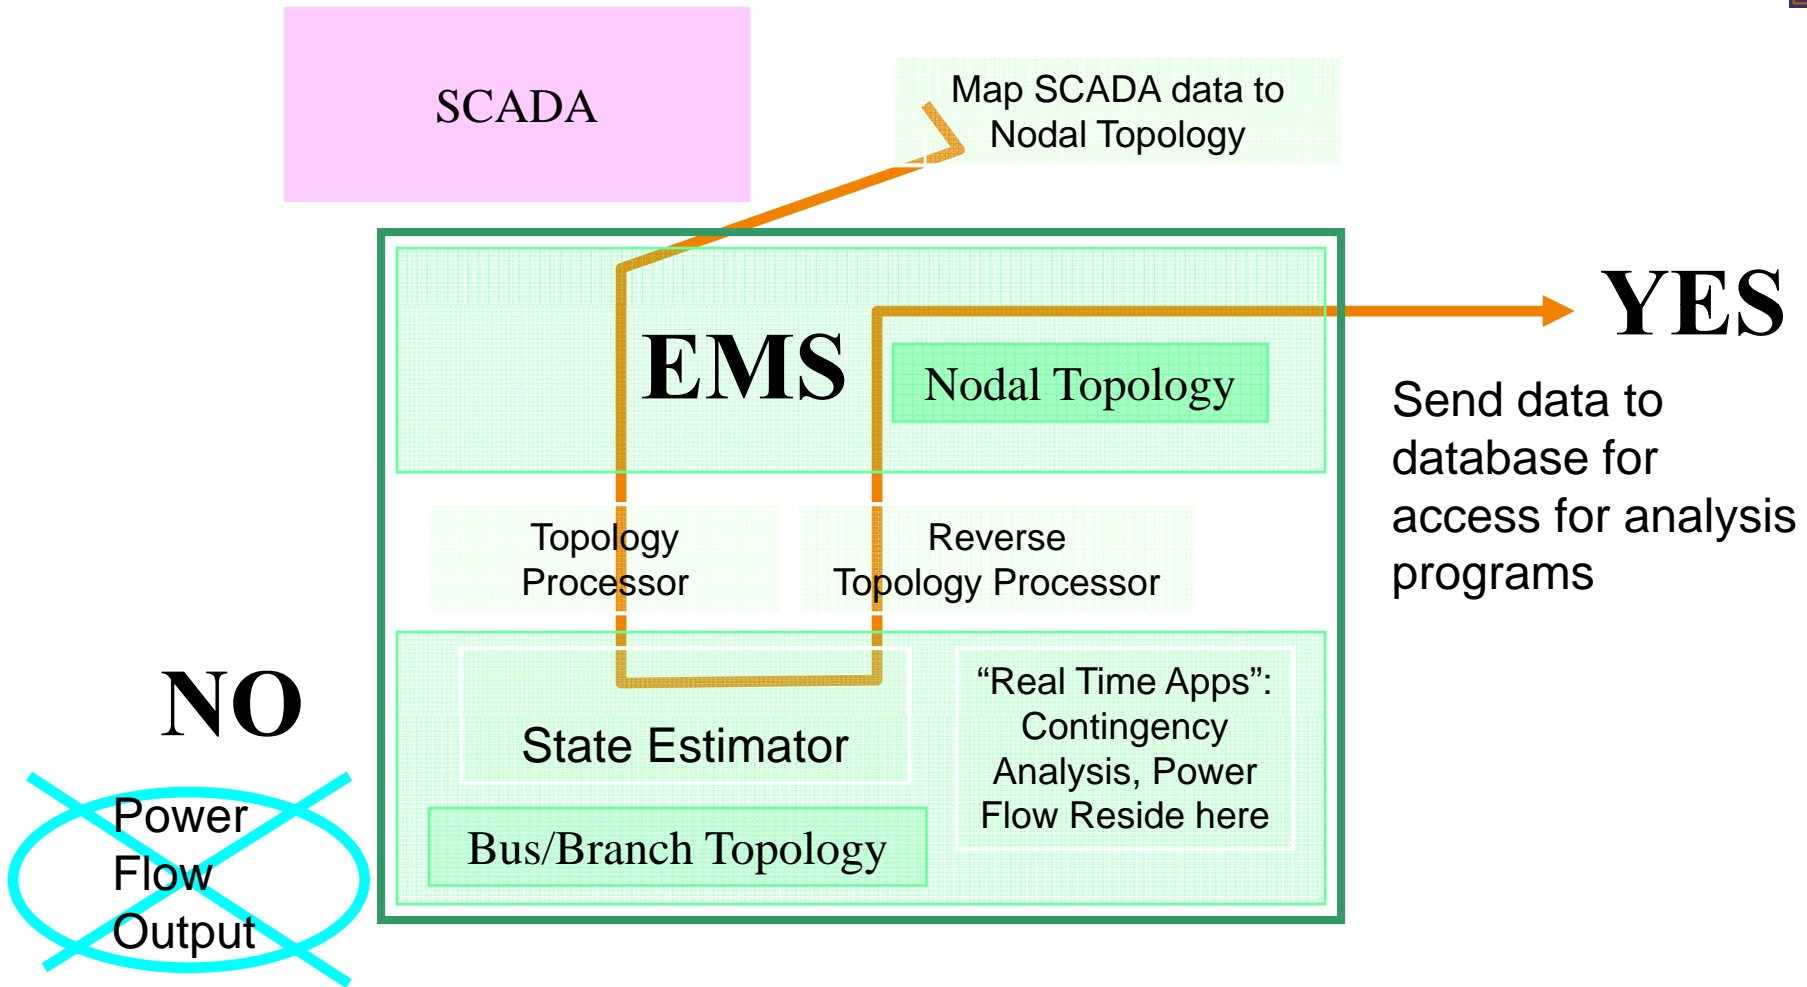 SCADA
Map SCADA data to
Nodal Topology
EMS
Nodal Topology
YES
Send data to
database for
access for analysis
programs
Topology
Processor
Reverse
Topology Processor
NO
Power
Flow
Output
State Estimator
“Real Time Apps”:
Contingency
Analysis, Power
Flow Reside here
Bus/Branch Topology